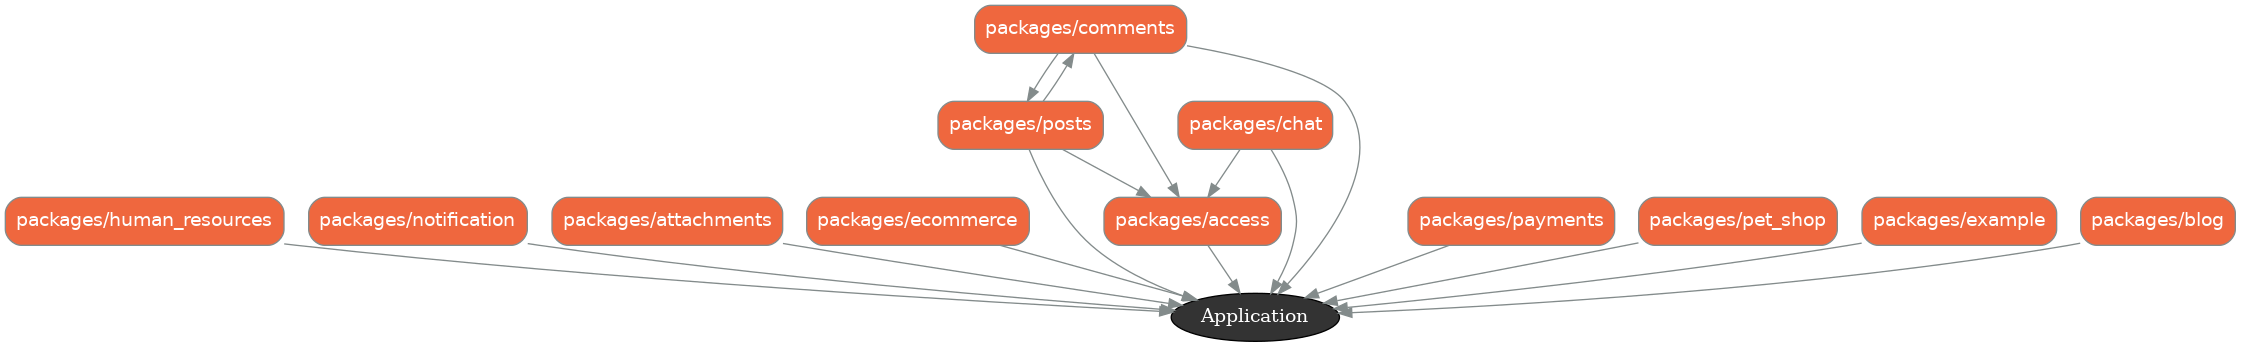 packages/comments
packages/posts
packages/chat
packages/human_resources
packages/notification
packages/attachments
packages/ecommerce
packages/access
packages/payments
packages/pet_shop
packages/example
packages/blog
Application